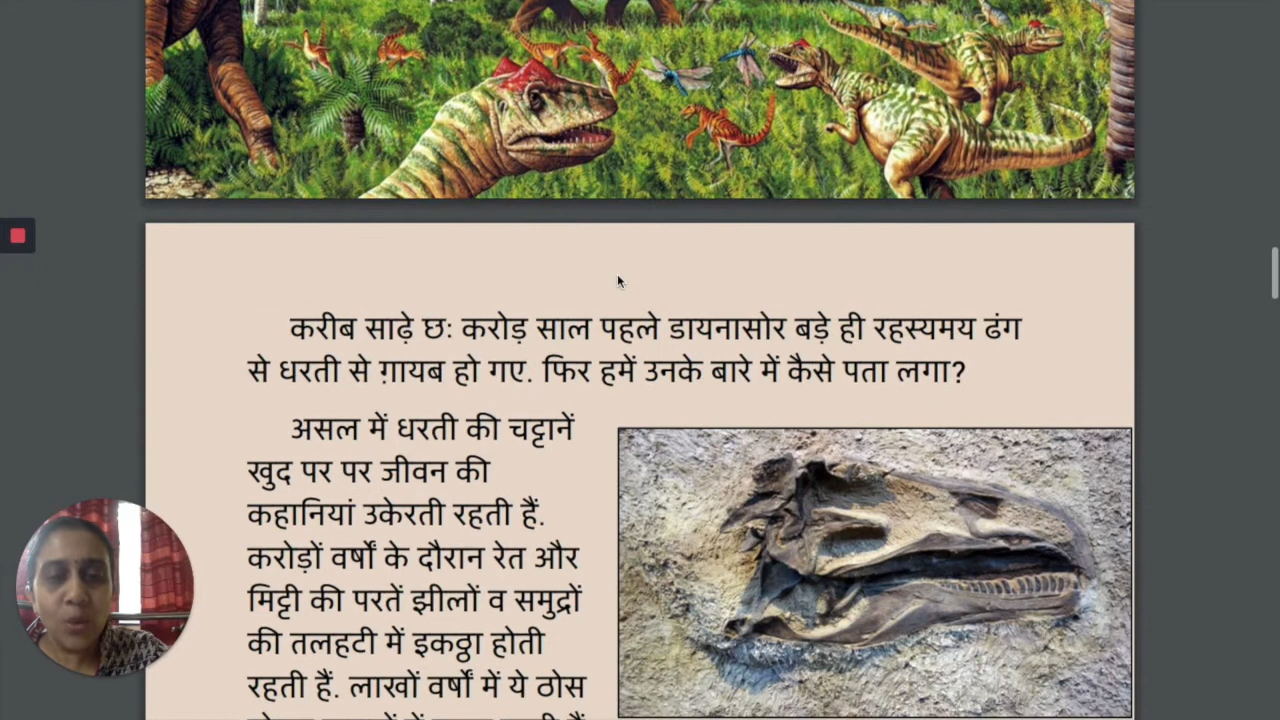 करीब साढ़े छः करोड़ साल पहले डायनासोर बड़े ही रहस्यमय ढंग
से धरती से ग़ायब हो गए. फिर हमें उनके बारे में कैसे पता लगा?
असल में धरती की चट्टानें
खुद पर पर जीवन की
कहानियां उकेरती रहती हैं.
करोड़ों वर्षों के दौरान रेत और
मिट्टी की परतें झीलों व समुद्रों
की तलहटी में इकठ्ठा होती
रहती हैं. लाखों वर्षों में ये ठोस